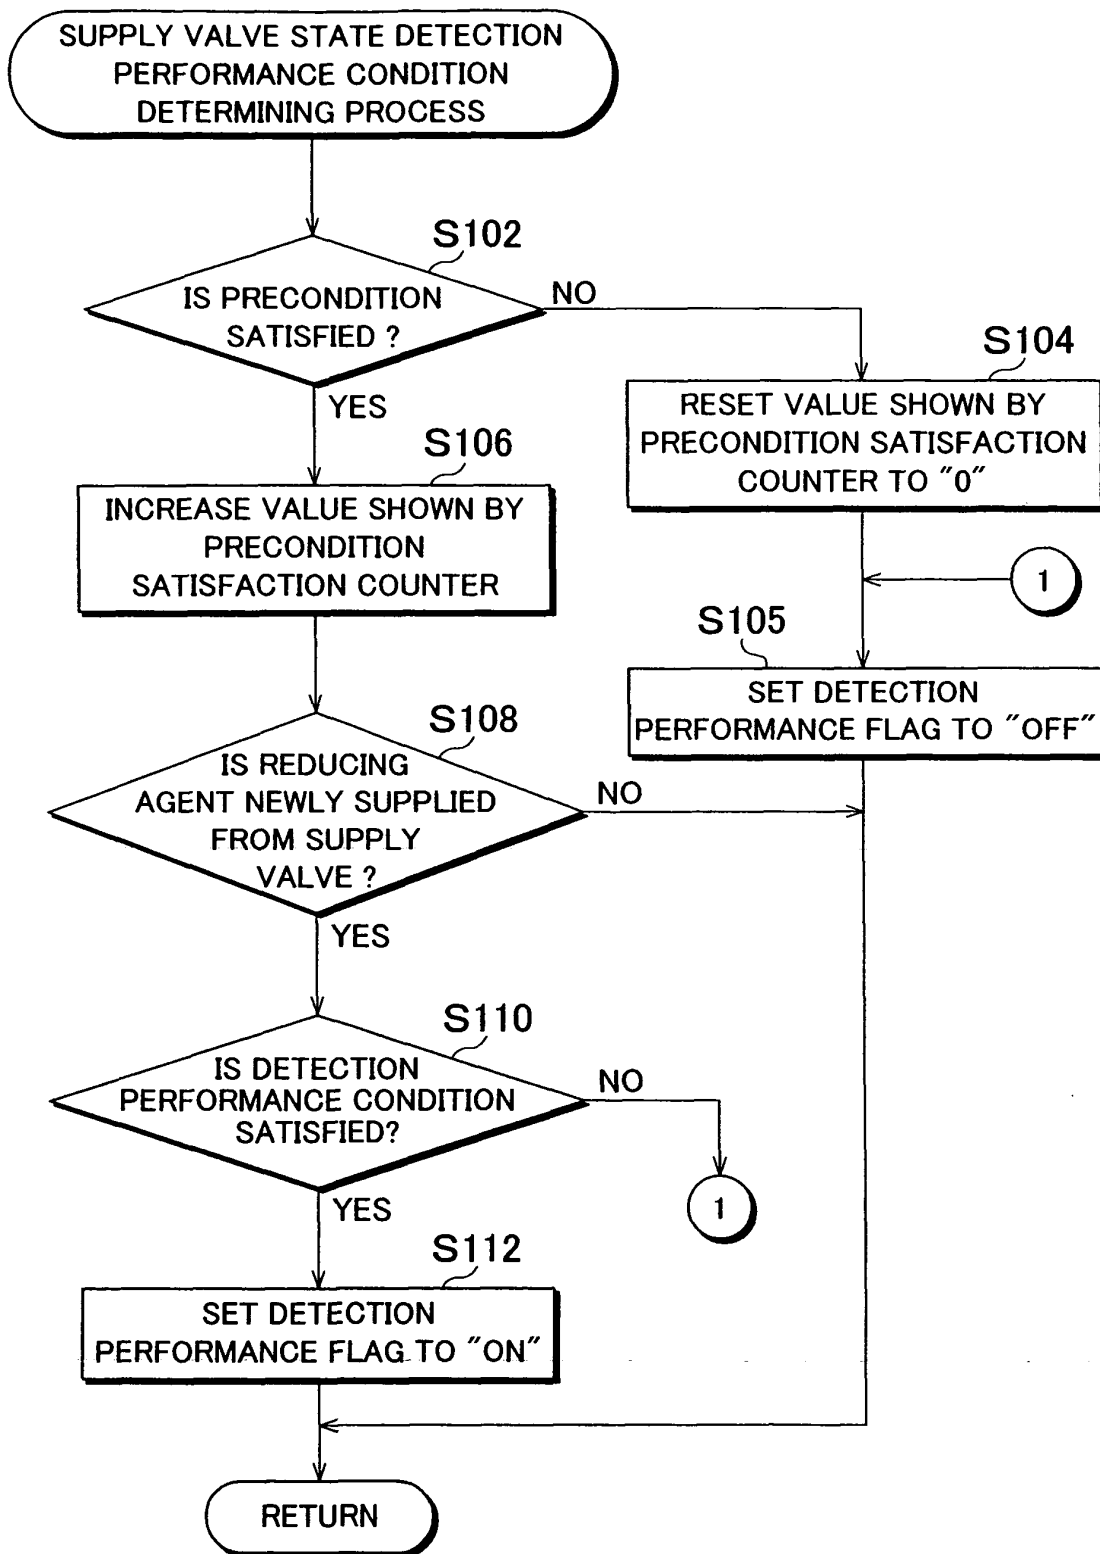 SUPPLY VALVE STATE DETECTION
PERFORMANCE CONDITION
DETERMINING PROCESS
S102
IS PRECONDITION
SATISFIED ?
NO
YES
S104
RESET VALUE SHOWN BY
PRECONDITION SATISFACTION
COUNTER TO "0"
S106
INCREASE VALUE SHOWN BY
PRECONDITION
SATISFACTION COUNTER
1
S105
SET DETECTION
PERFORMANCE FLAG TO "OFF"
S108
IS REDUCING
AGENT NEWLY SUPPLIED
FROM SUPPLY
VALVE ?
NO
YES
S110
IS DETECTION
PERFORMANCE CONDITION
SATISFIED?
NO
1
YES
S112
SET DETECTION
PERFORMANCE FLAG TO "ON"
RETURN